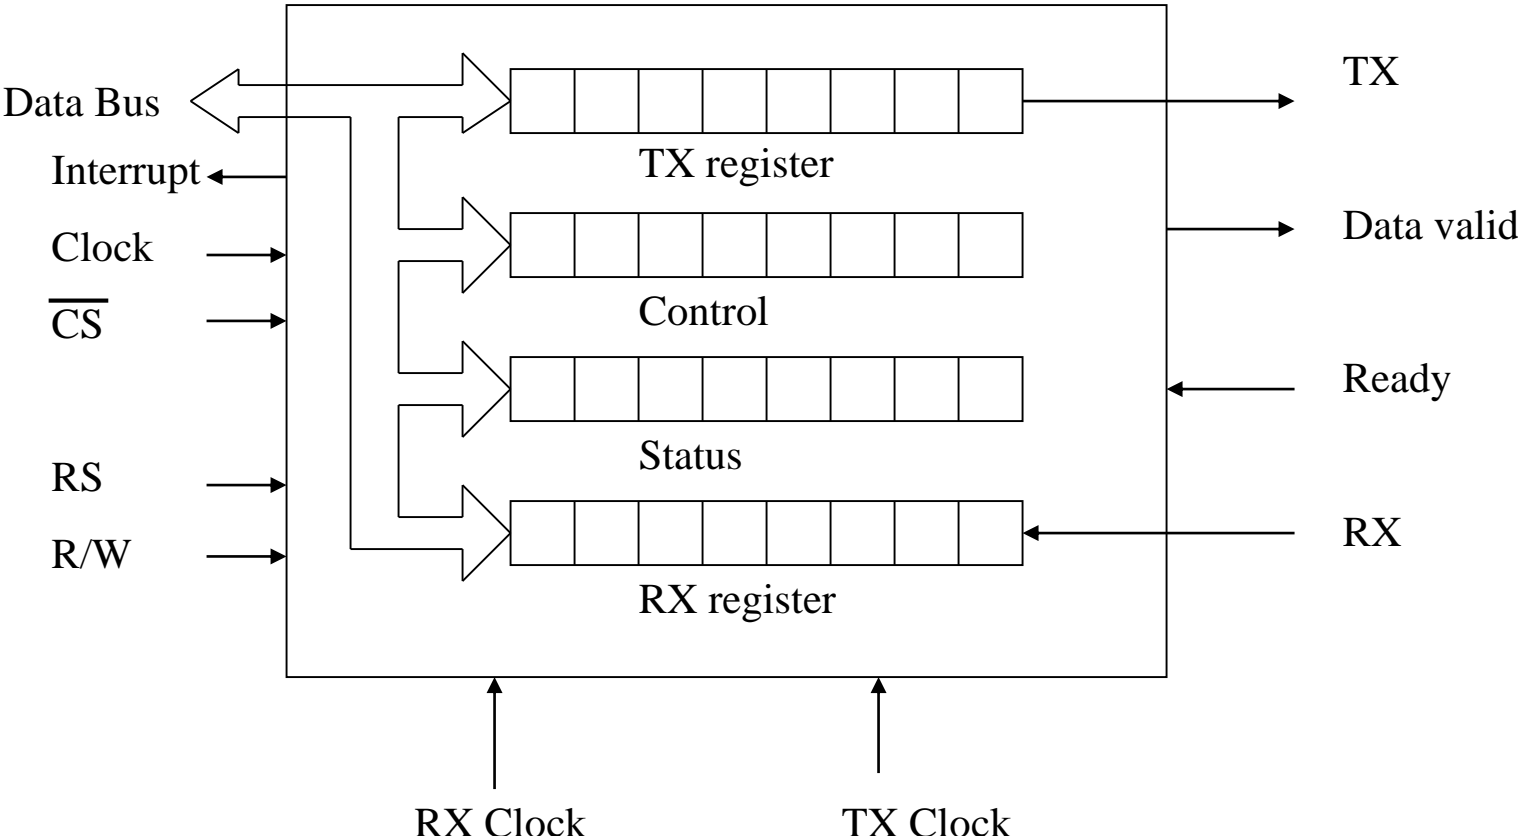 TX
Data Bus
Interrupt
TX register
Clock
Data valid
CS
Control
Ready
Status
RS
RX
R/W
RX register
RX Clock
TX Clock